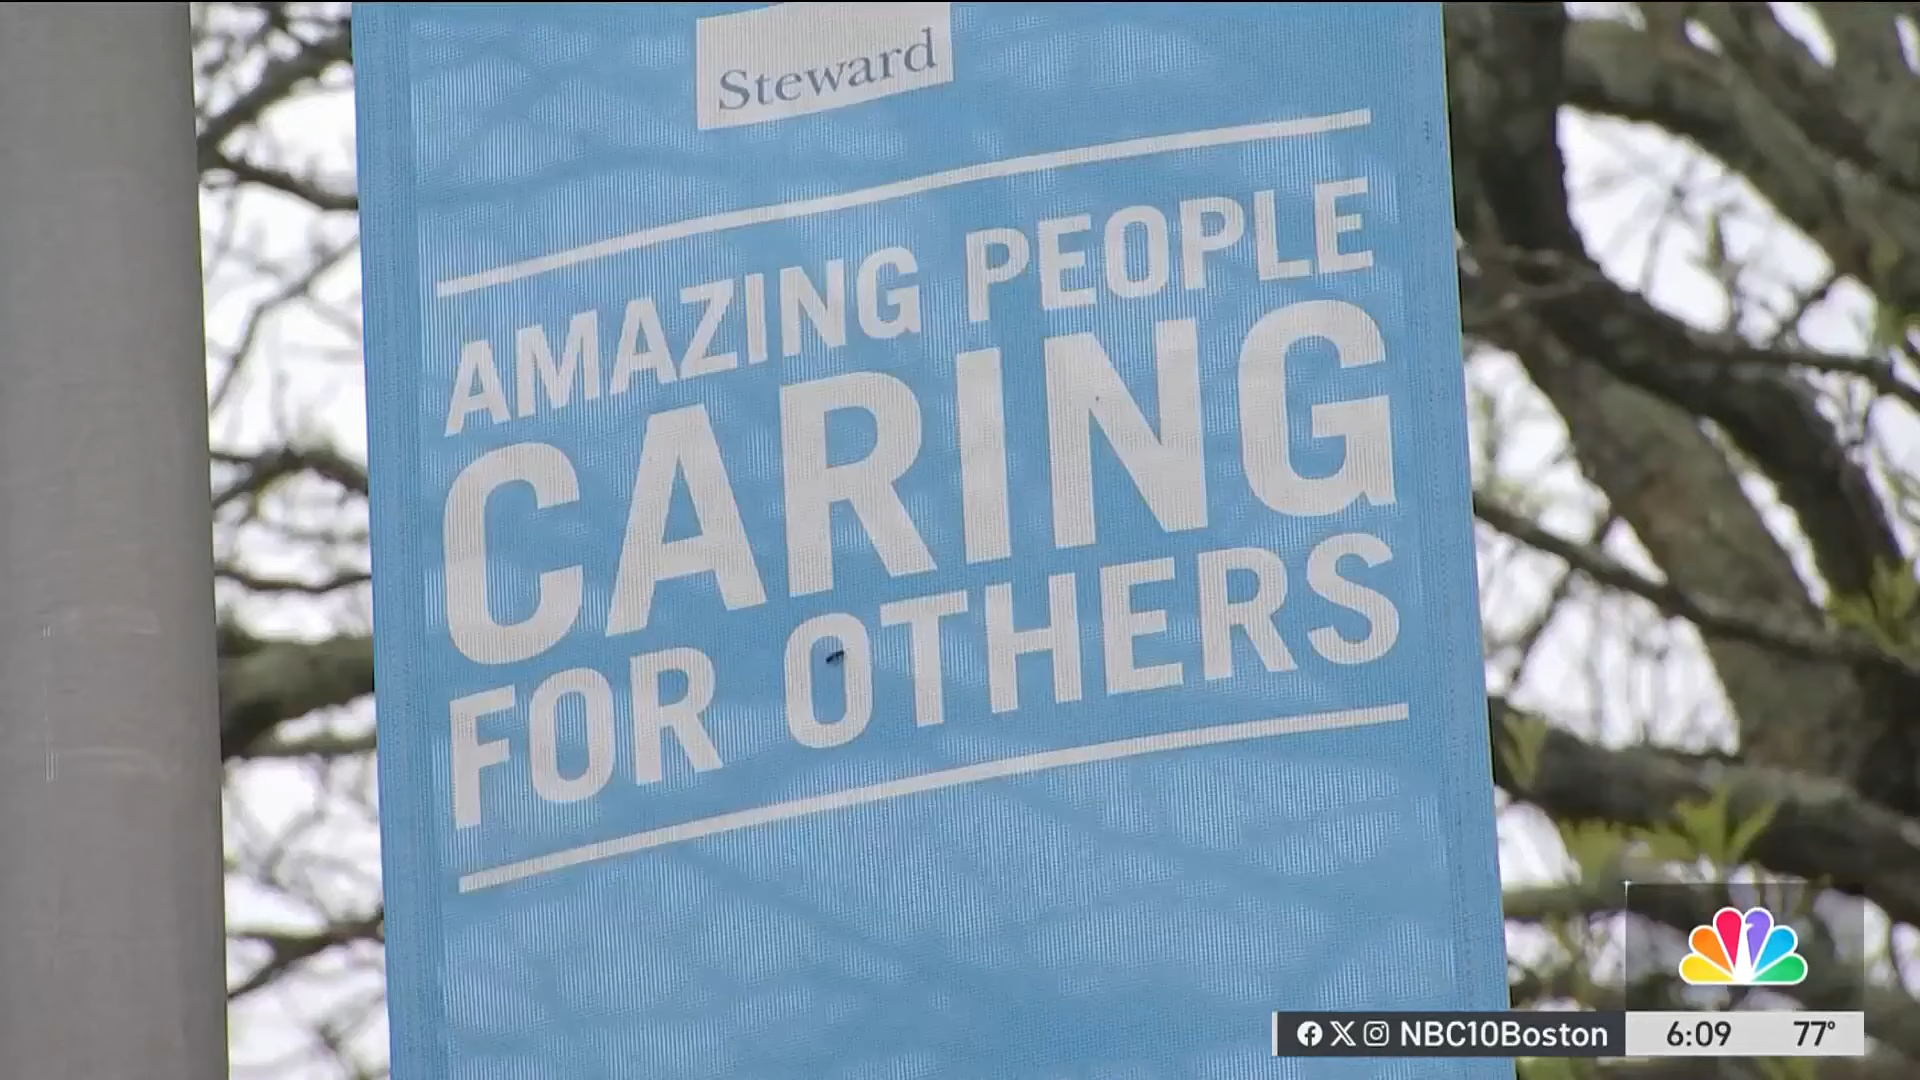 Steward
AMAZING PEOPLE
CARING
FOR OTHERS
NBC10Boston
6:09 77°